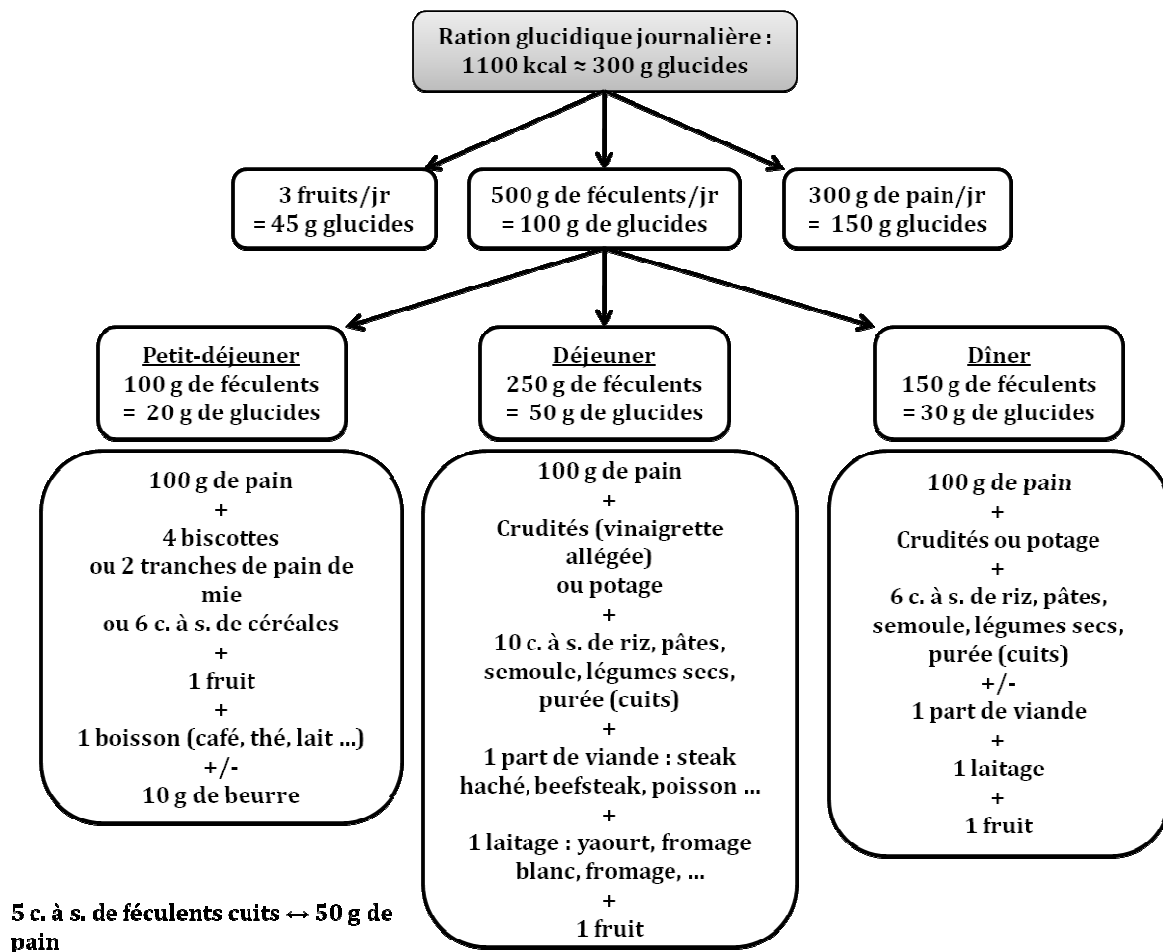 Ration glucidique journalière :
1100 kcal ≈ 300 g glucides
3 fruits/jr
= 45 g glucides
500 g de féculents/jr
= 100 g de glucides
300 g de pain/jr
= 150 g glucides
Petit-déjeuner
100 g de féculents
= 20 g de glucides
Déjeuner
250 g de féculents
= 50 g de glucides
Dîner
150 g de féculents
= 30 g de glucides
100 g de pain
+
4 biscottes
ou 2 tranches de pain de
mie
ou 6 c. à s. de céréales
+
1 fruit
+
1 boisson (café, thé, lait ...)
+/-
10 g de beurre
100 g de pain
+
Crudités (vinaigrette
allégée)
ou potage
+
10 c. à s. de riz, pâtes,
semoule, légumes secs,
purée (cuits)
+
1 part de viande : steak
haché, beefsteak, poisson ...
+
1 laitage : yaourt, fromage
blanc, fromage, ...
+
1 fruit
100 g de pain
+
Crudités ou potage
+
6 c. à s. de riz, pâtes,
semoule, légumes secs,
purée (cuits)
+/-
1 part de viande
+
1 laitage
+
1 fruit
5 c. à s. de féculents cuits ↔ 50 g de
pain